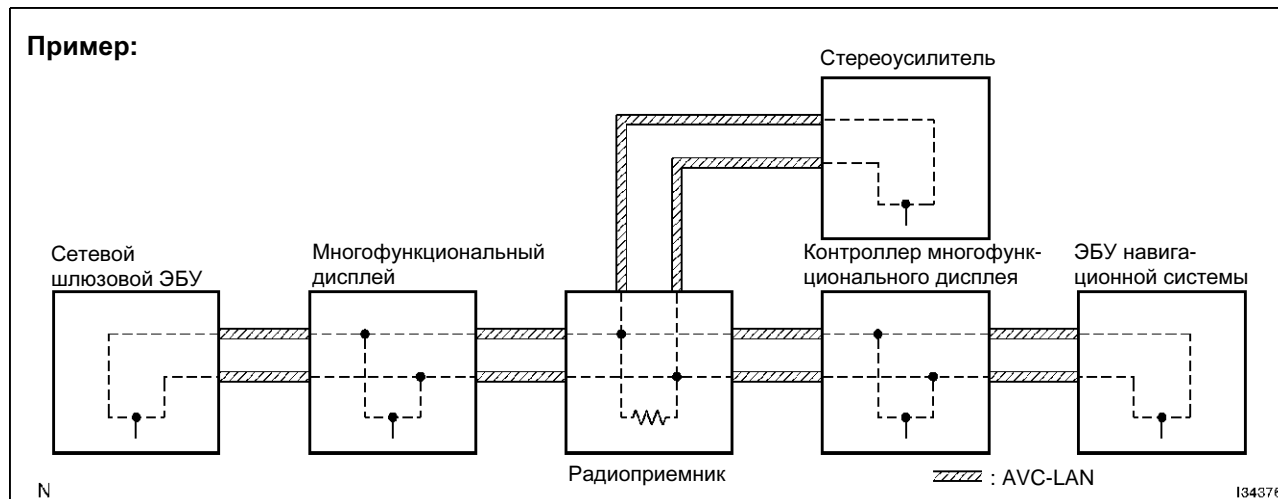 Пример:
Стереоусилитель
Сетевой
шлюзовой ЭБУ
Многофункциональный
дисплей
Контроллер многофунк-
ционального дисплея
ЭБУ навига-
ционной системы
Радиоприемник
: AVC-LAN
N
I34376